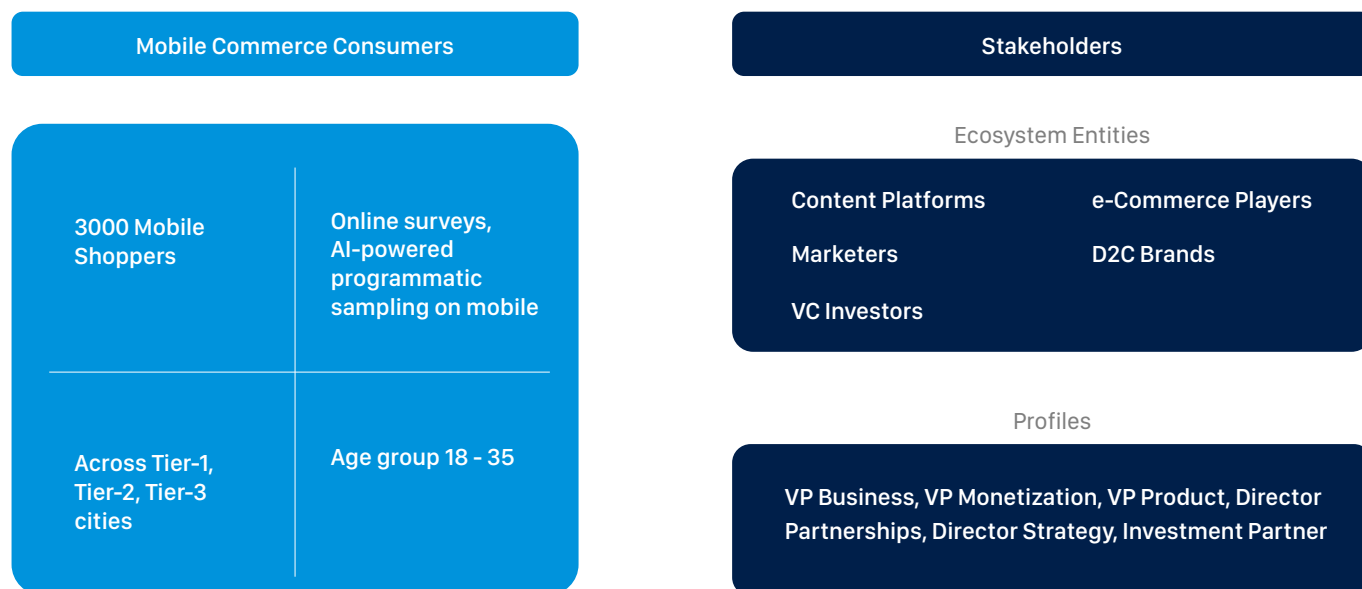 Mobile Commerce Consumers
3000 Mobile
Shoppers
Online surveys,
AI-powered
programmatic
sampling on mobile
Across Tier-1,
Tier-2, Tier-3
cities
Age group 18 - 35
Stakeholders
Ecosystem Entities
Content Platforms
e-Commerce Players
Marketers
D2C Brands
VC Investors
Profiles
VP Business, VP Monetization, VP Product, Director
Partnerships, Director Strategy, Investment Partner